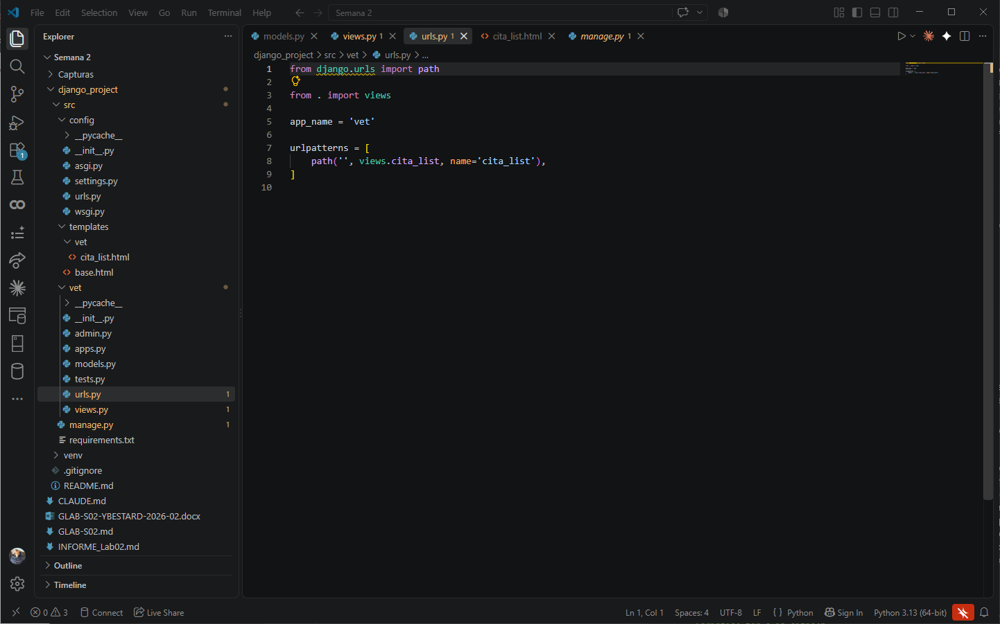 File Edit Selection View Go Run Terminal Help
Semana 2
Explorer
Semana 2
Capturas
django_project
src
config
__pycache__
__init__.py
asgi.py
settings.py
urls.py
wsgi.py
templates
vet
cita_list.html
base.html
vet
__pycache__
__init__.py
admin.py
apps.py
models.py
tests.py
urls.py 1
views.py 1
manage.py 1
requirements.txt
venv
.gitignore
README.md
CLAUDE.md
GLAB-S02-YBESTARD-2026-02.docx
GLAB-S02.md
INFORME_Lab02.md
Outline
Timeline
1
models.py views.py 1 urls.py 1 cita_list.html manage.py 1
django_project > src > vet > urls.py > ...
1 from django.urls import path
2
3 from . import views
4
5 app_name = 'vet'
6
7 urlpatterns = [
8 path('', views.cita_list, name='cita_list'),
9 ]
10
0 3 Connect Live Share Ln 1, Col 1 Spaces: 4 UTF-8 LF { } Python Sign In Python 3.13 (64-bit)